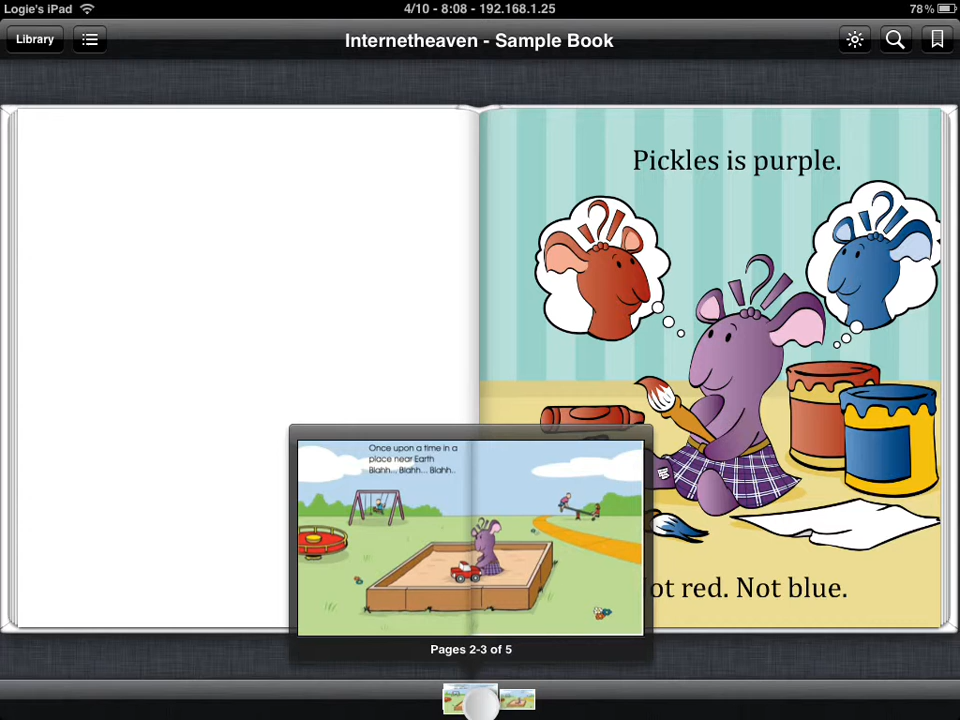 Logie's iPad
4/10 - 8:08 - 192.168.1.25
78%
Library
Internetheaven - Sample Book
Pickles is purple.
Once upon a time in a
place near Earth
Blahh... Blahh... Blahh..
ot red. Not blue.
Pages 2-3 of 5